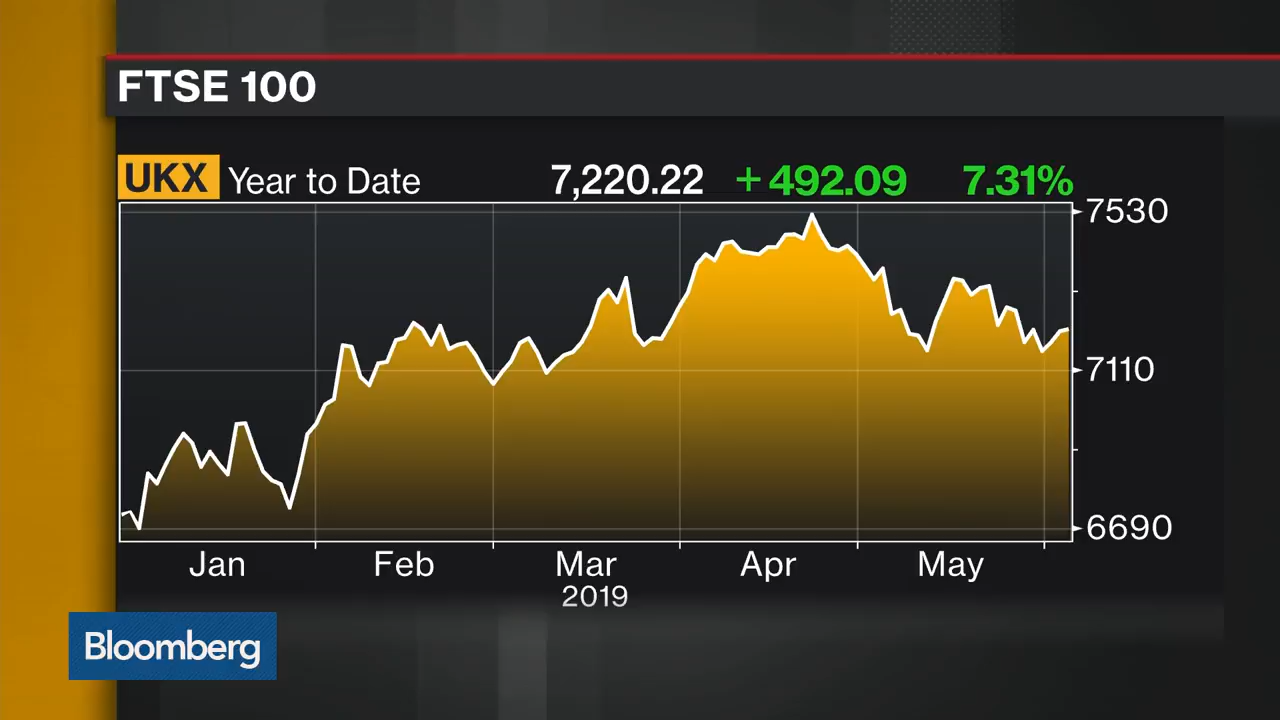 FTSE 100
UKX Year to Date 7,220.22 +492.09 7.31%
7530
7110
6690
Jan Feb Mar Apr May
2019
Bloomberg